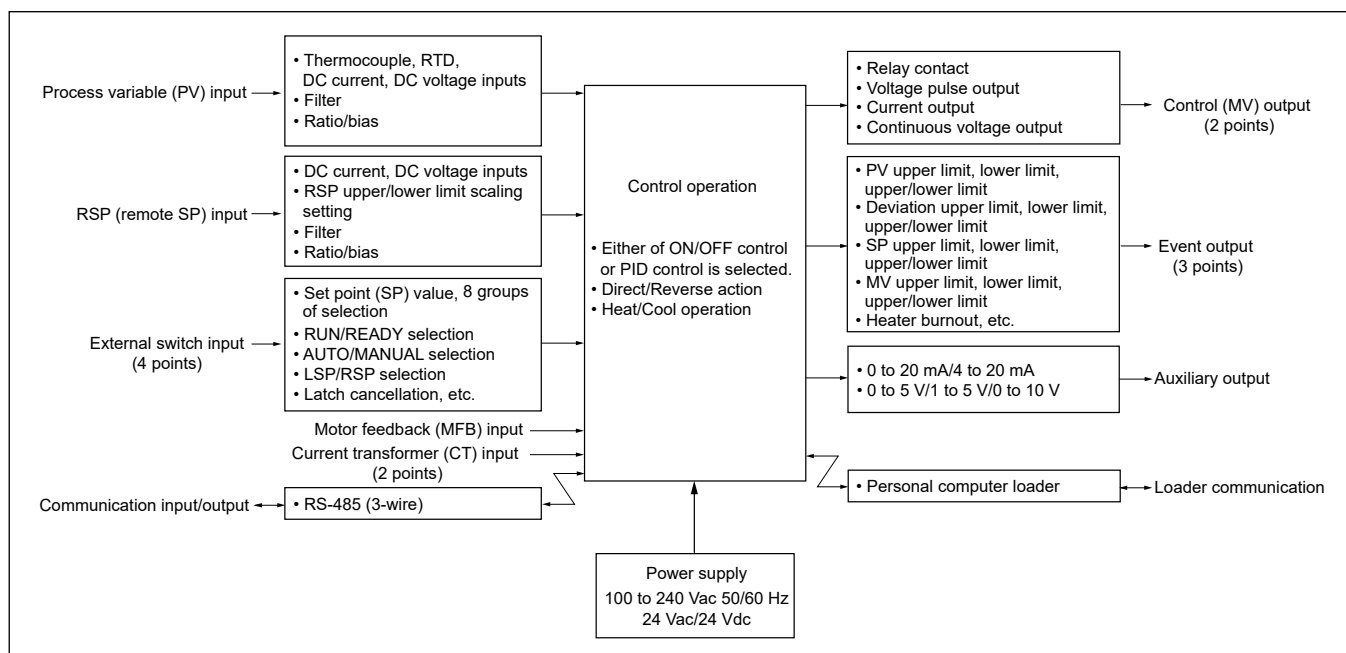 Process variable (PV) input
• Thermocouple, RTD,
DC current, DC voltage inputs
• Filter
• Ratio/bias
RSP (remote SP) input
• DC current, DC voltage inputs
• RSP upper/lower limit scaling
setting
• Filter
• Ratio/bias
External switch input
(4 points)
• Set point (SP) value, 8 groups
of selection
• RUN/READY selection
• AUTO/MANUAL selection
• LSP/RSP selection
• Latch cancellation, etc.
Motor feedback (MFB) input
Current transformer (CT) input
(2 points)
Communication input/output
• RS-485 (3-wire)
Control operation
• Either of ON/OFF control
or PID control is selected.
• Direct/Reverse action
• Heat/Cool operation
Power supply
100 to 240 Vac 50/60 Hz
24 Vac/24 Vdc
• Relay contact
• Voltage pulse output
• Current output
• Continuous voltage output
Control (MV) output
(2 points)
• PV upper limit, lower limit,
upper/lower limit
• Deviation upper limit, lower limit,
upper/lower limit
• SP upper limit, lower limit,
upper/lower limit
• MV upper limit, lower limit,
upper/lower limit
• Heater burnout, etc.
Event output
(3 points)
• 0 to 20 mA/4 to 20 mA
• 0 to 5 V/1 to 5 V/0 to 10 V
Auxiliary output
• Personal computer loader
Loader communication